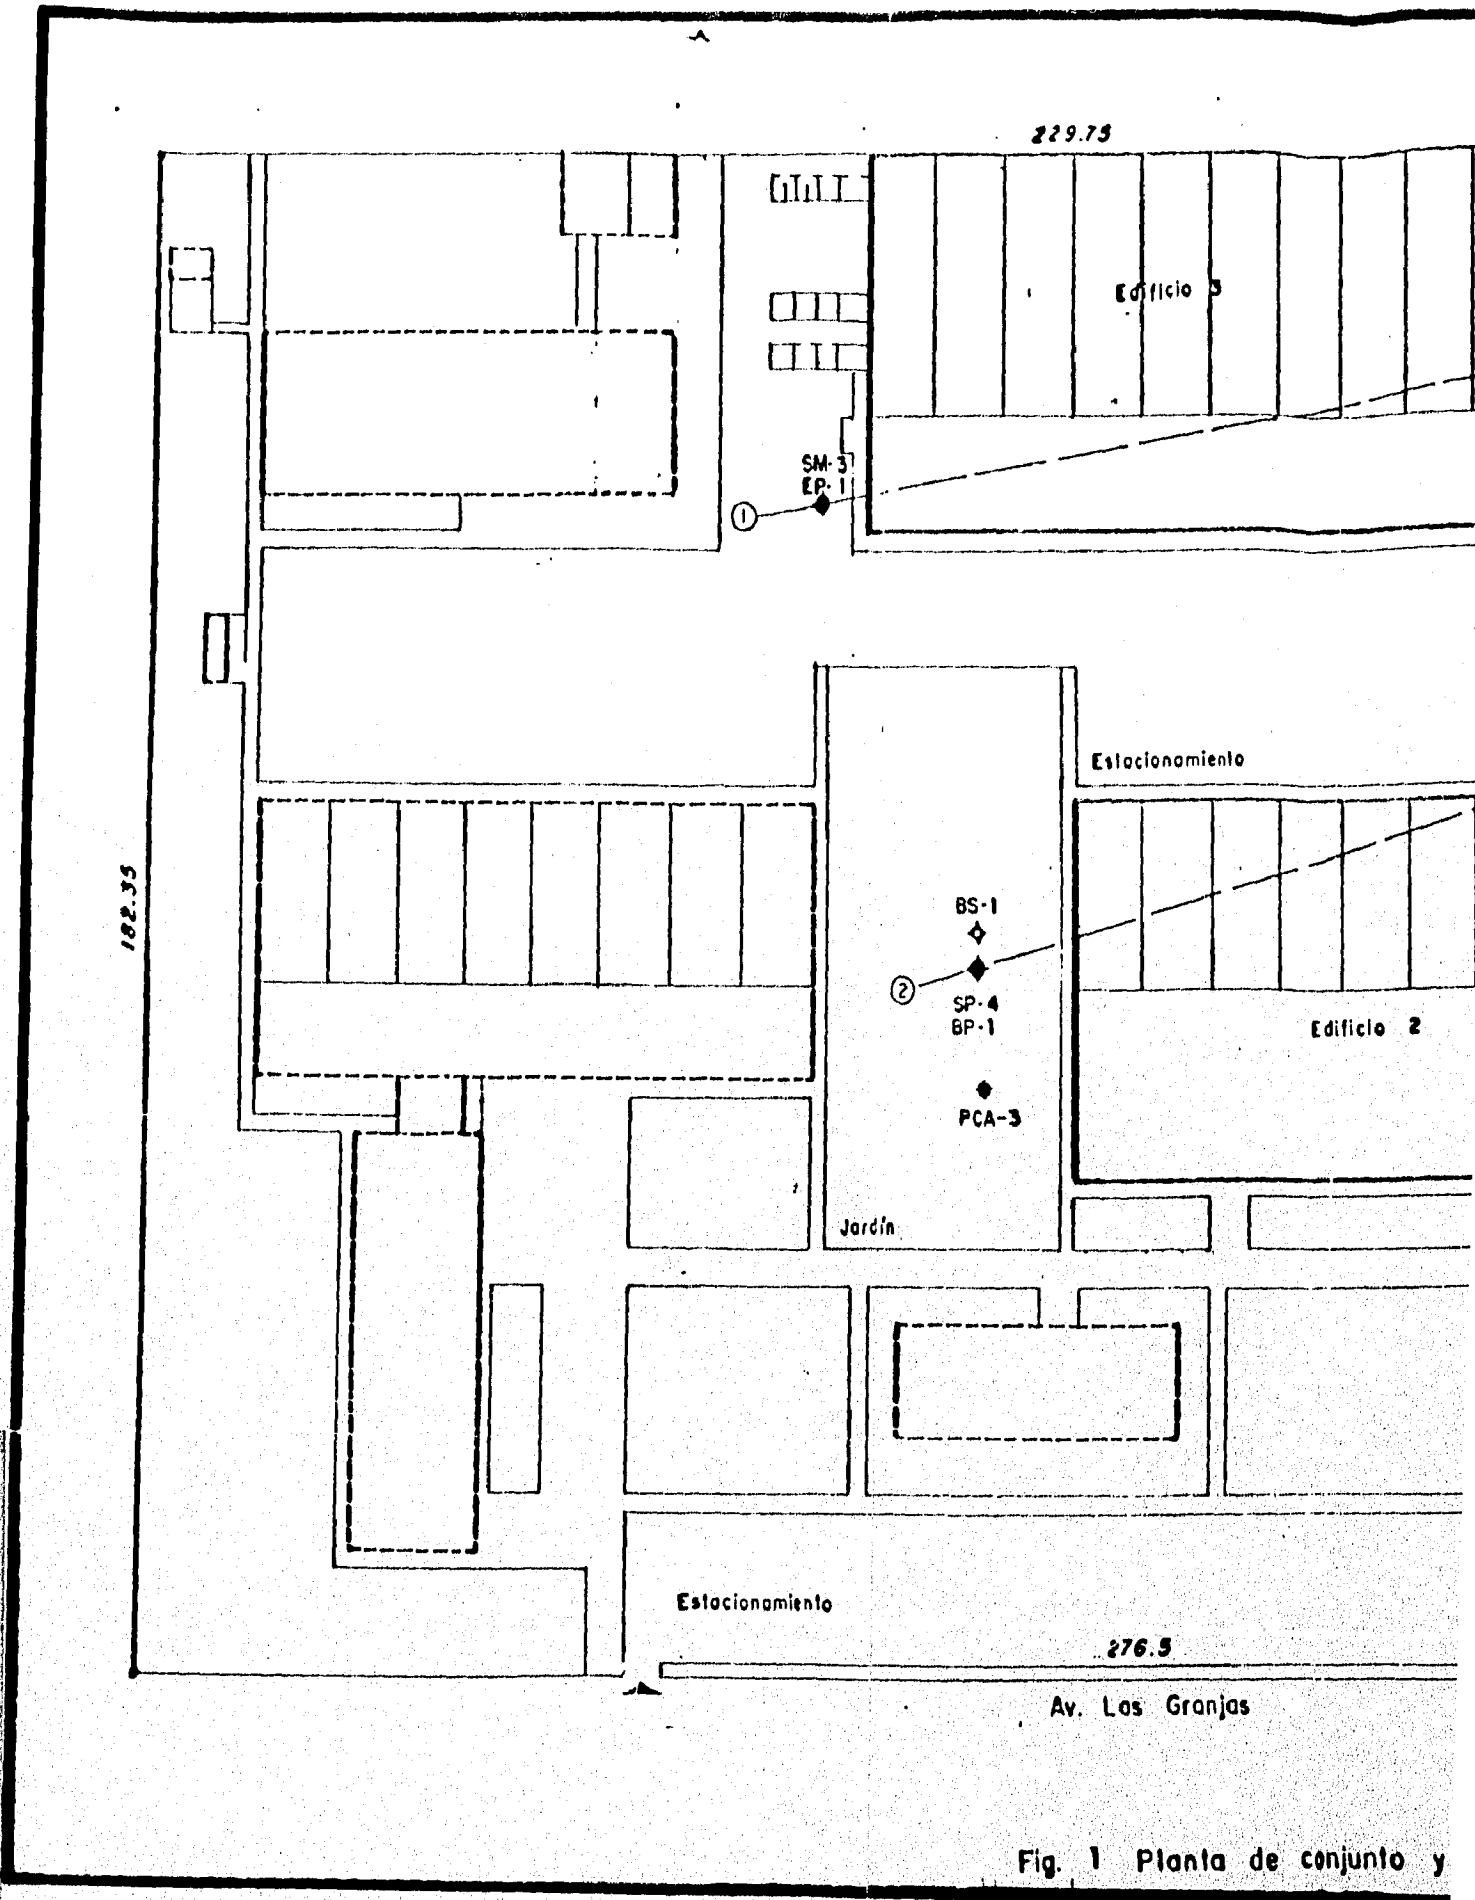 229.75
Edificio 3
SM-3
EP-1
1
Estacionamiento
182.35
BS-1
2
SP-4
BP-1
Edificio 2
PCA-3
Jardín
Estacionamiento
276.5
Av. Las Granjas
Fig. 1 Planta de conjunto y